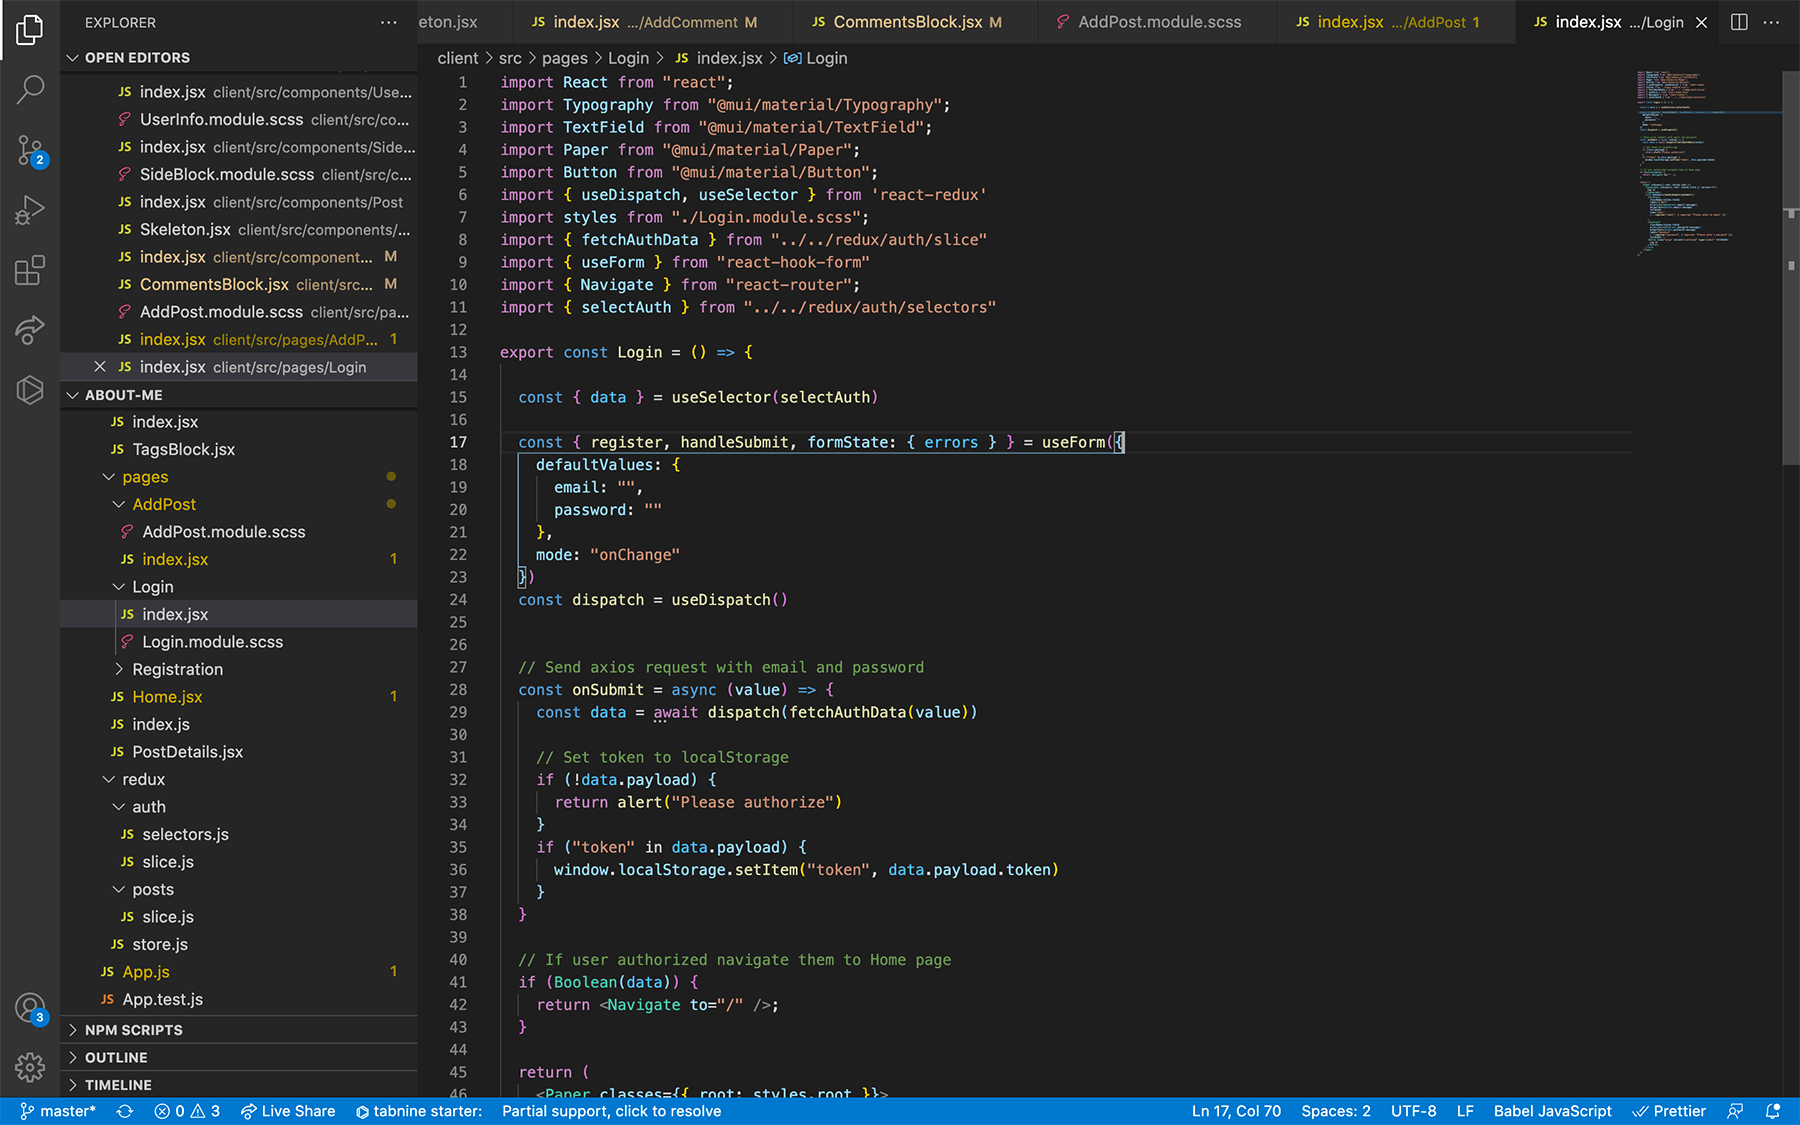 EXPLORER
OPEN EDITORS
JS index.jsx client/src/components/Use...
UserInfo.module.scss client/src/co...
JS index.jsx client/src/components/Side...
SideBlock.module.scss client/src/c...
JS index.jsx client/src/components/Post
JS Skeleton.jsx client/src/components/...
JS index.jsx client/src/component... M
JS CommentsBlock.jsx client/src... M
AddPost.module.scss client/src/pa...
JS index.jsx client/src/pages/AddP... 1
JS index.jsx client/src/pages/Login
ABOUT-ME
JS index.jsx
JS TagsBlock.jsx
pages
AddPost
AddPost.module.scss
JS index.jsx 1
Login
JS index.jsx
Login.module.scss
Registration
JS Home.jsx 1
JS index.js
JS PostDetails.jsx
redux
auth
JS selectors.js
JS slice.js
posts
JS slice.js
JS store.js
JS App.js 1
JS App.test.js
NPM SCRIPTS
OUTLINE
TIMELINE
2
3
eton.jsx JS index.jsx .../AddComment M JS CommentsBlock.jsx M AddPost.module.scss JS index.jsx .../AddPost 1 JS index.jsx .../Login
client > src > pages > Login > JS index.jsx > Login
1 import React from "react";
2 import Typography from "@mui/material/Typography";
3 import TextField from "@mui/material/TextField";
4 import Paper from "@mui/material/Paper";
5 import Button from "@mui/material/Button";
6 import { useDispatch, useSelector } from 'react-redux'
7 import styles from "./Login.module.scss";
8 import { fetchAuthData } from "../../redux/auth/slice"
9 import { useForm } from "react-hook-form"
10 import { Navigate } from "react-router";
11 import { selectAuth } from "../../redux/auth/selectors"
12
13 export const Login = () => {
14
15 const { data } = useSelector(selectAuth)
16
17 const { register, handleSubmit, formState: { errors } } = useForm({
18 defaultValues: {
19 email: "",
20 password: ""
21 },
22 mode: "onChange"
23 })
24 const dispatch = useDispatch()
25
26
27 // Send axios request with email and password
28 const onSubmit = async (value) => {
29 const data = await dispatch(fetchAuthData(value))
30
31 // Set token to localStorage
32 if (!data.payload) {
33 return alert("Please authorize")
34 }
35 if ("token" in data.payload) {
36 window.localStorage.setItem("token", data.payload.token)
37 }
38 }
39
40 // If user authorized navigate them to Home page
41 if (Boolean(data)) {
42 return <Navigate to="/" />;
43 }
44
45 return (
46 <Paper classes={{ root: styles.root }}>
master* 0 3 Live Share tabnine starter: Partial support, click to resolve Ln 17, Col 70 Spaces: 2 UTF-8 LF Babel JavaScript Prettier